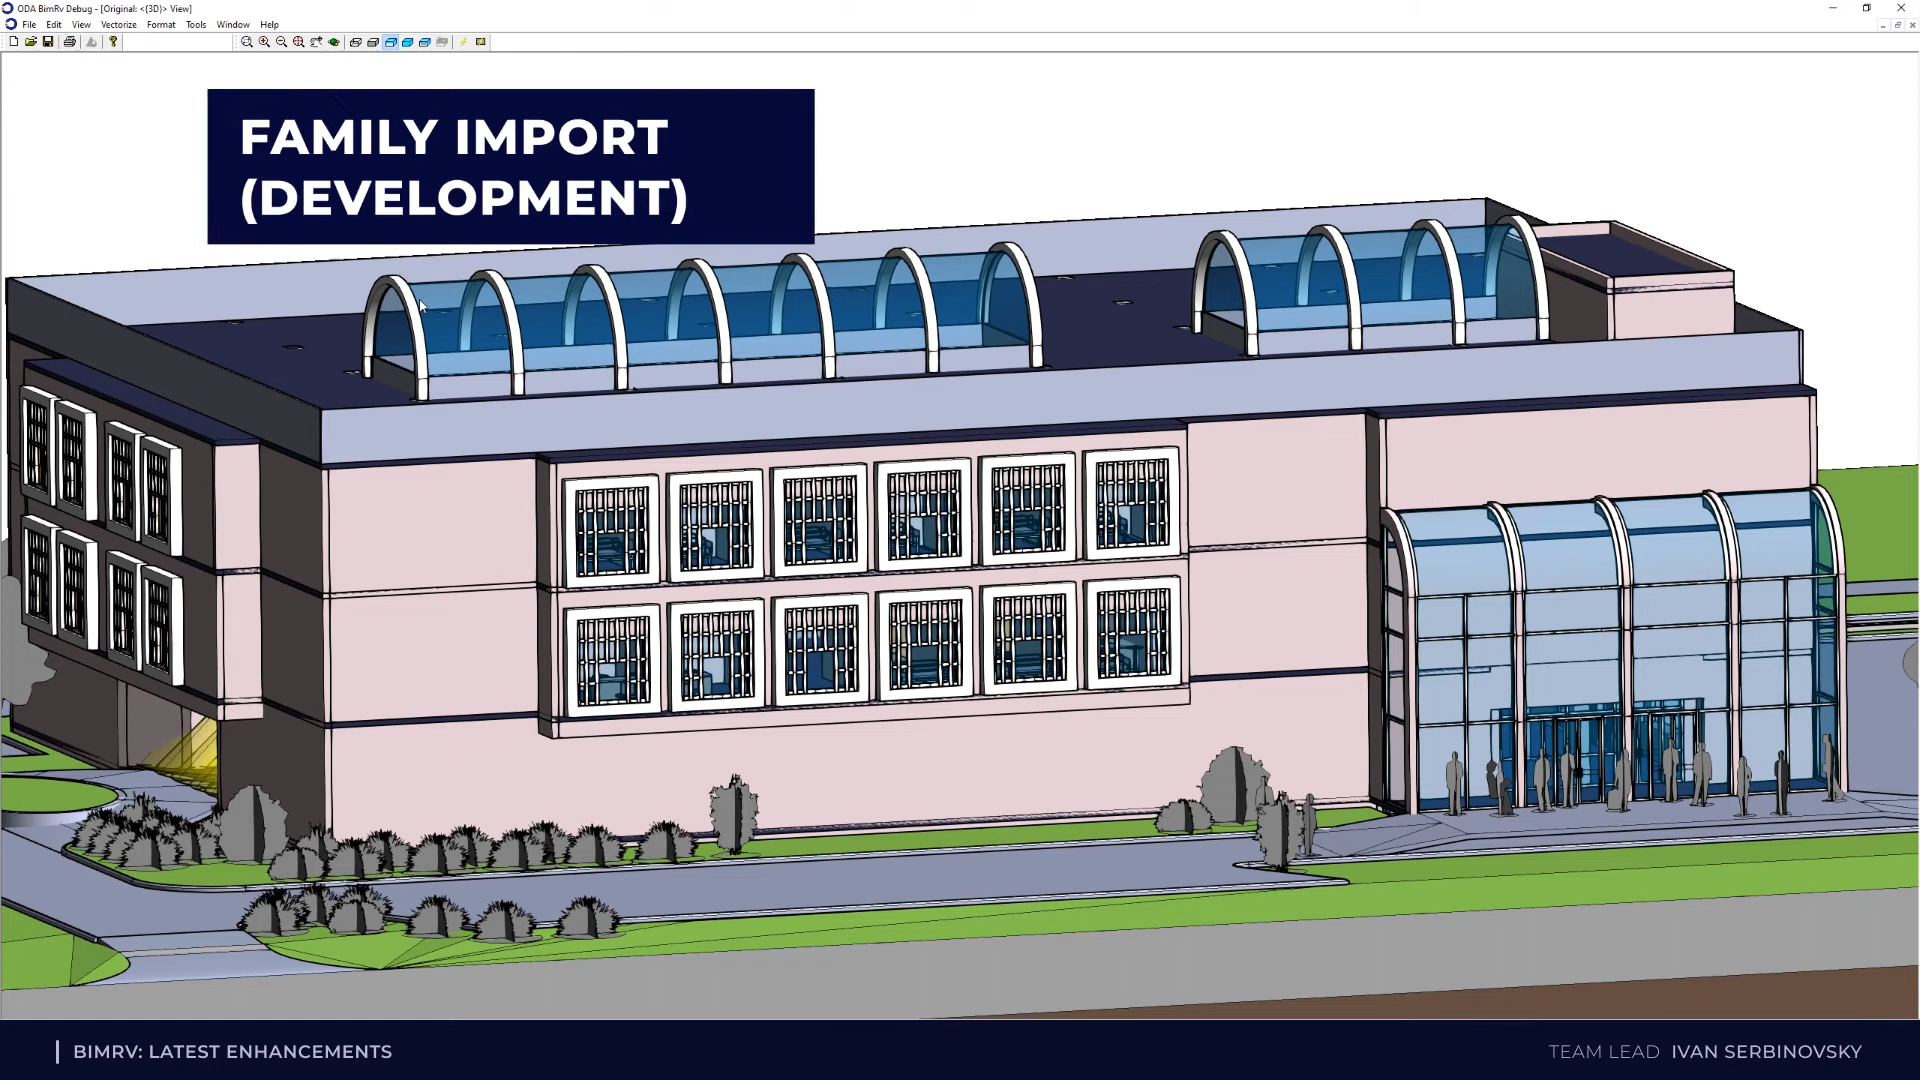 ODA BimRv Debug - [Original: <{3D}> View]
File Edit View Vectorize Format Tools Window Help
FAMILY IMPORT
(DEVELOPMENT)
BIMRV: LATEST ENHANCEMENTS
TEAM LEAD IVAN SERBINOVSKY